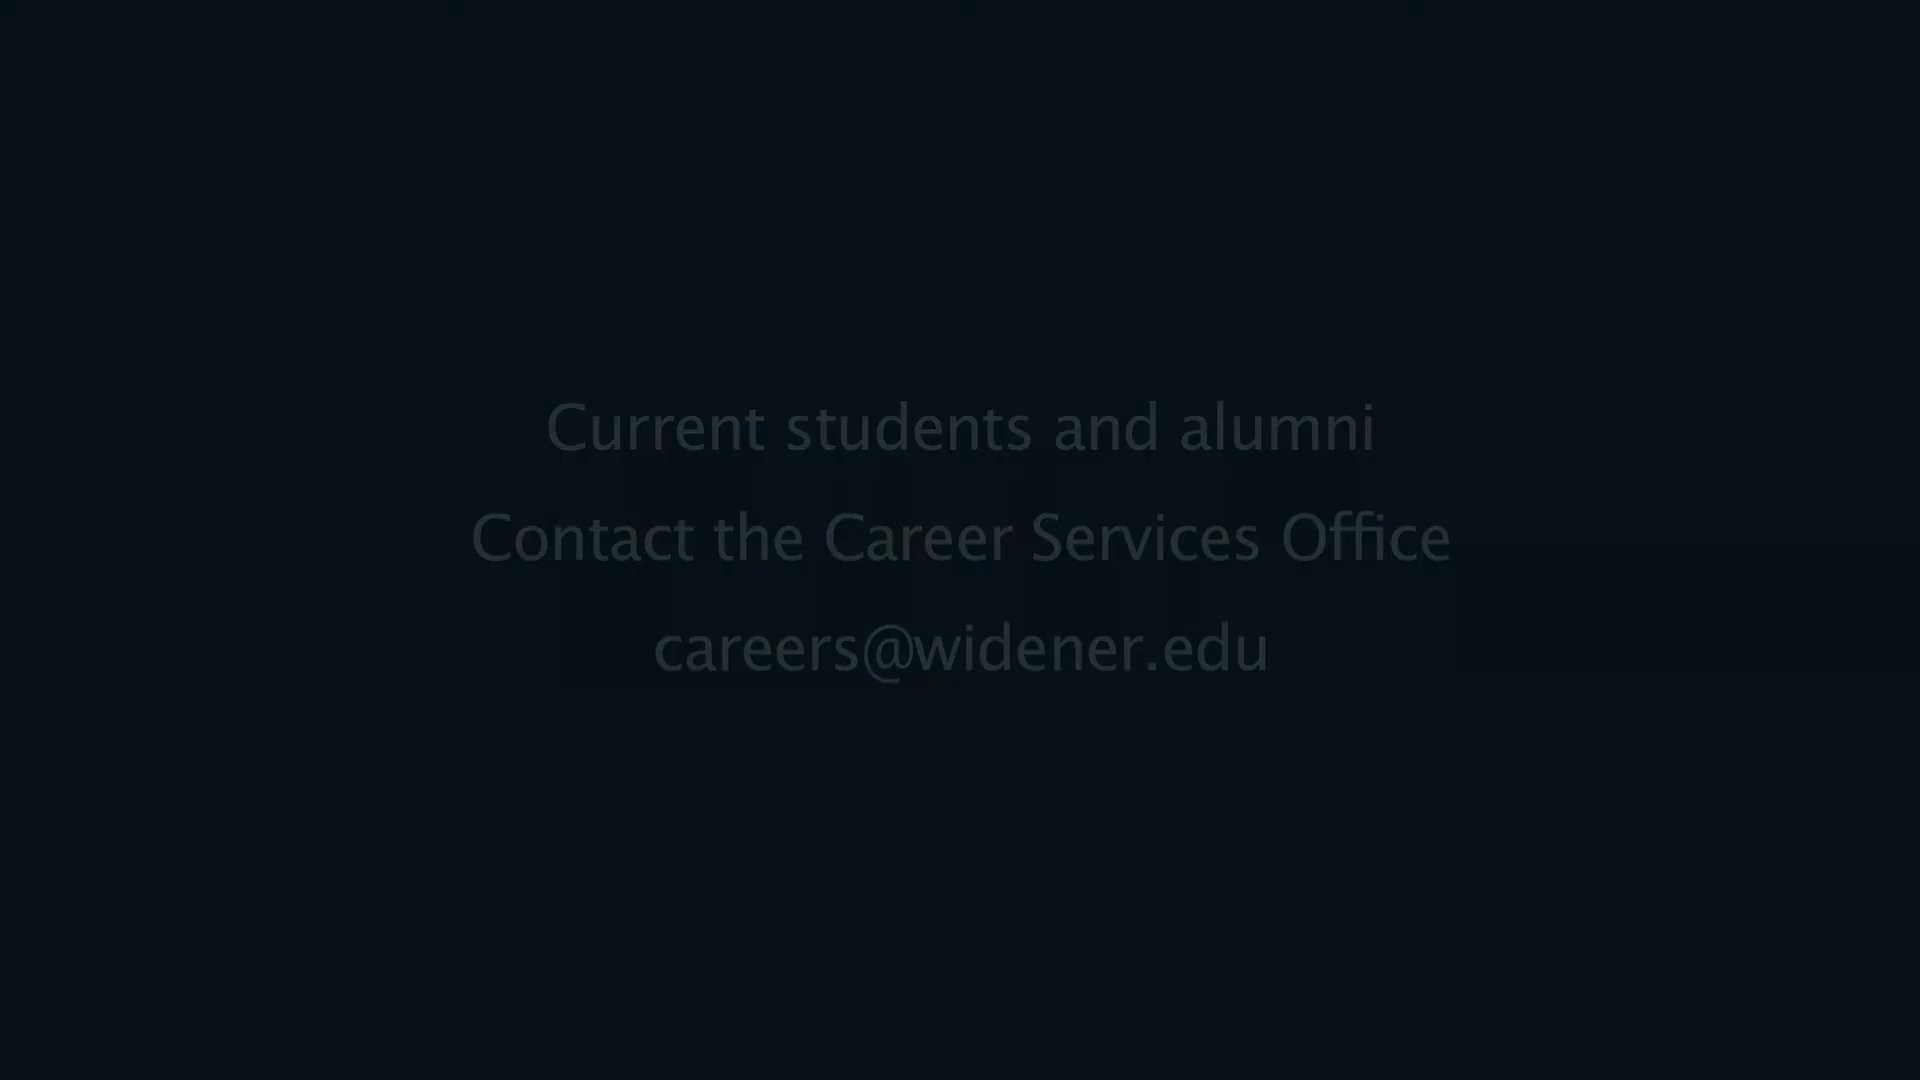 Current students and alumni
Contact the Career Services Office
careers@widener.edu